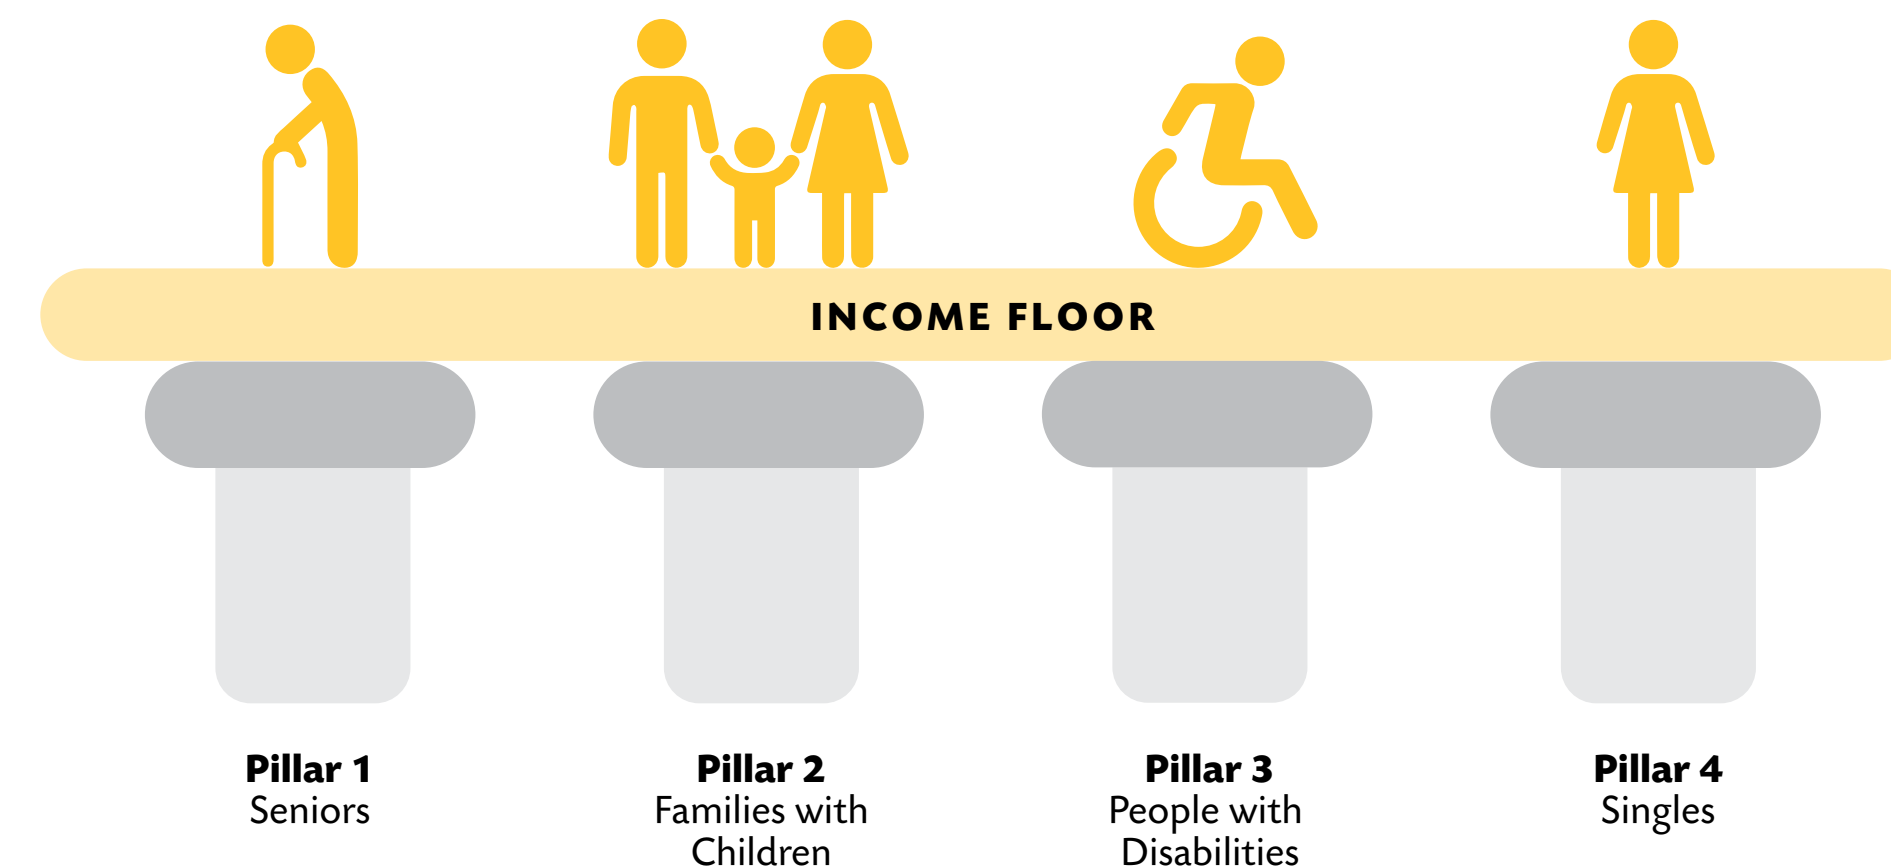 INCOME FLOOR
Pillar 1
Seniors
Pillar 2
Families with
Children
Pillar 3
People with
Disabilities
Pillar 4
Singles